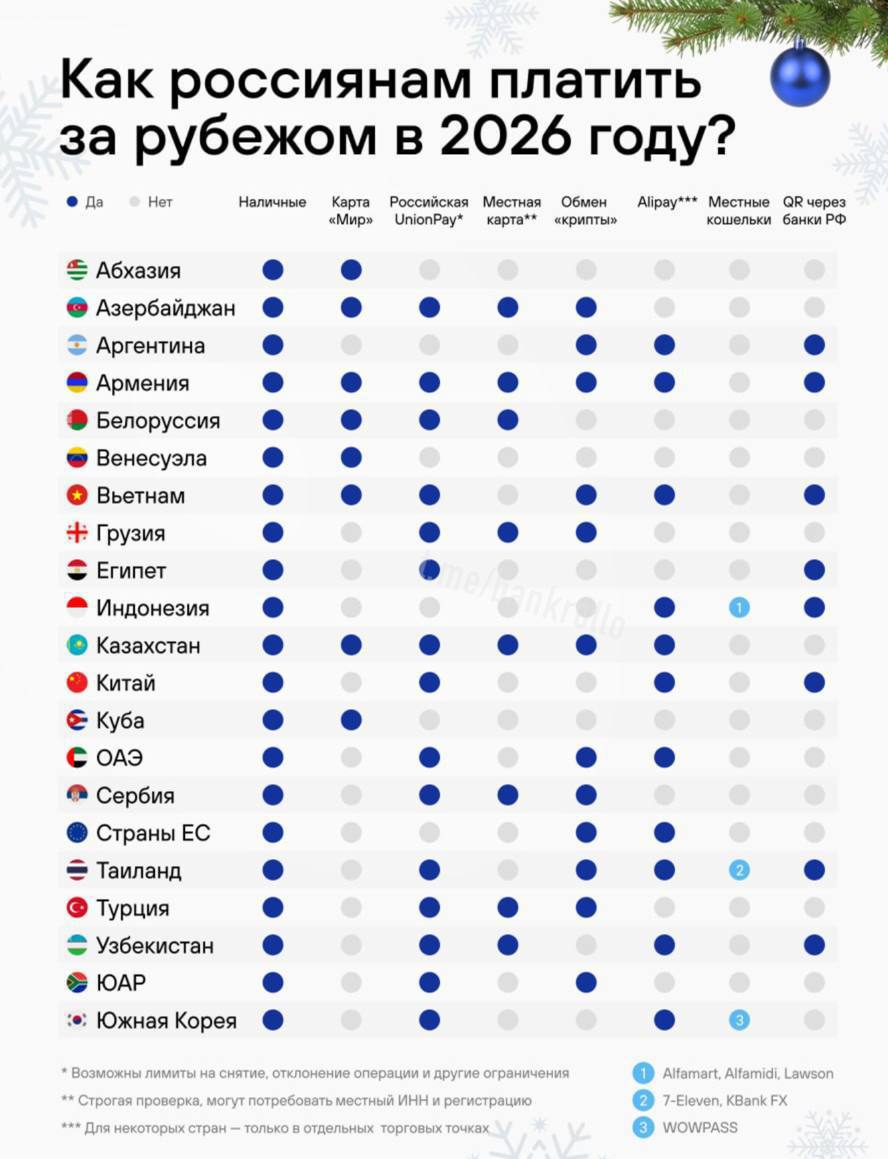 Как россиянам платить
за рубежом в 2026 году?
Да Нет Наличные Карта «Мир» Российская UnionPay* Местная карта** Обмен «крипты» Alipay*** Местные кошельки QR через банки РФ
Абхазия
Азербайджан
Аргентина
Армения
Белоруссия
Венесуэла
Вьетнам
Грузия
Египет
t.me/bankrollo
Индонезия 1
Казахстан
Китай
Куба
ОАЭ
Сербия
Страны ЕС
Таиланд 2
Турция
Узбекистан
ЮАР
Южная Корея 3
* Возможны лимиты на снятие, отклонение операции и другие ограничения
** Строгая проверка, могут потребовать местный ИНН и регистрацию
*** Для некоторых стран — только в отдельных торговых точках
1 Alfamart, Alfamidi, Lawson
2 7-Eleven, KBank FX
3 WOWPASS